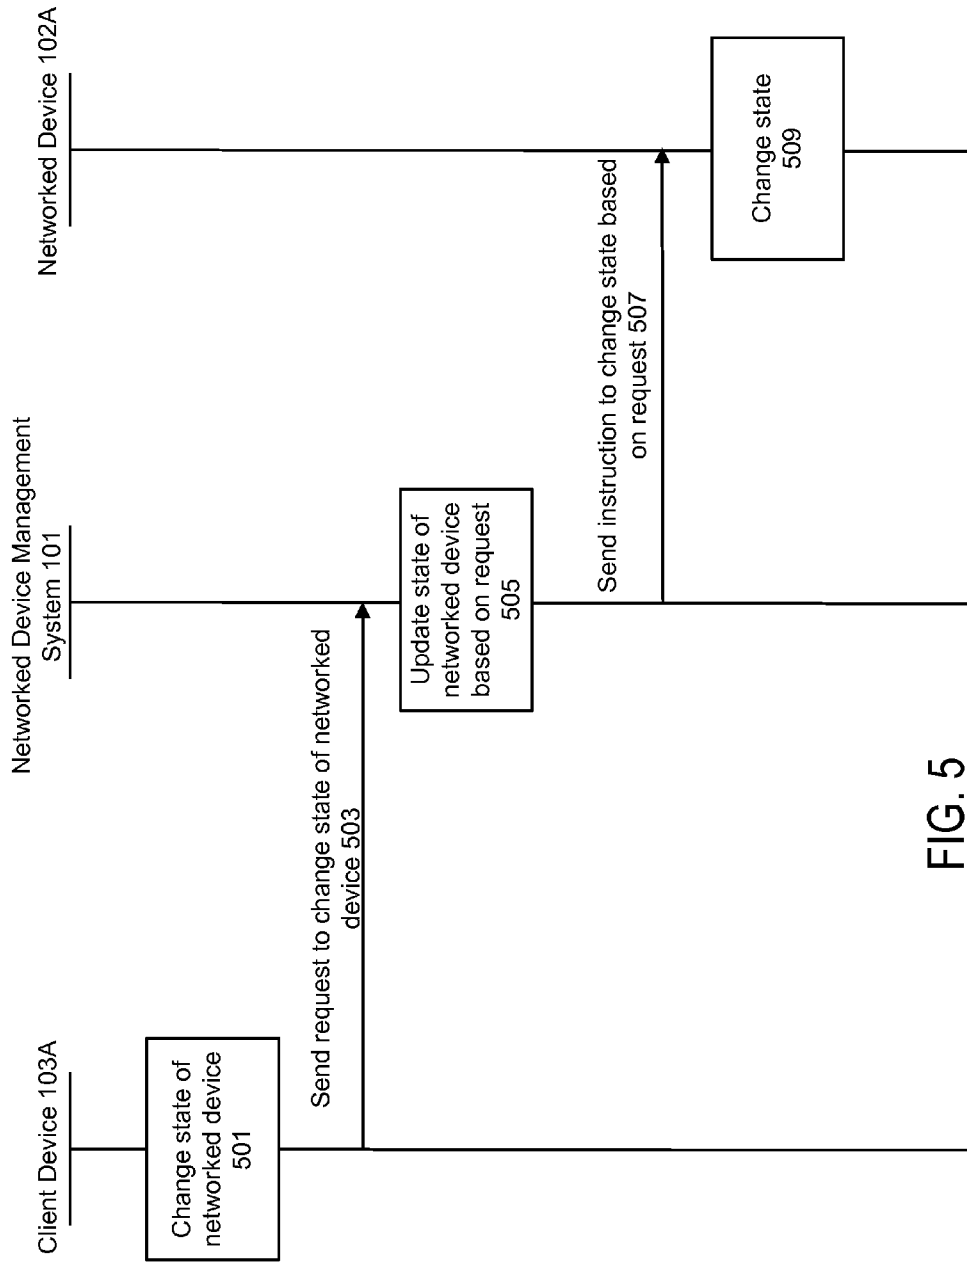 Client Device 103A
Networked Device Management
System 101
Networked Device 102A
Change state of
networked device
501
Send request to change state of networked
device 503
Update state of
networked device
based on request
505
Send instruction to change state based
on request 507
Change state
509
FIG. 5